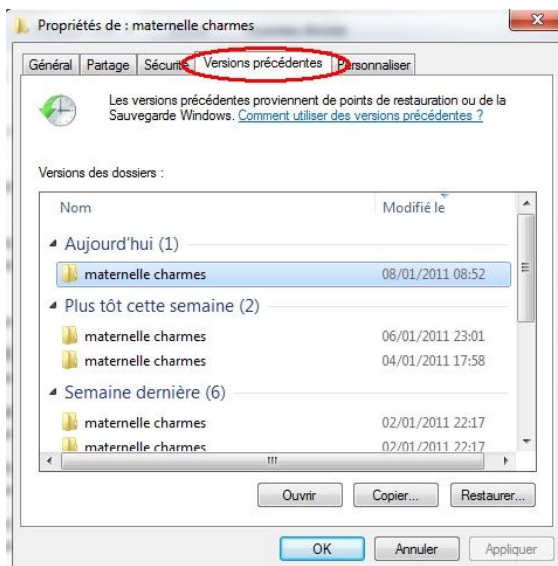 Propriétés de : maternelle charmes
Général Partage Sécurité Versions précédentes Personnaliser
Les versions précédentes proviennent de points de restauration ou de la
Sauvegarde Windows. Comment utiliser des versions précédentes ?
Versions des dossiers :
Nom Modifié le
Aujourd'hui (1)
maternelle charmes 08/01/2011 08:52
Plus tôt cette semaine (2)
maternelle charmes 06/01/2011 23:01
maternelle charmes 04/01/2011 17:58
Semaine dernière (6)
maternelle charmes 02/01/2011 22:17
maternelle charmes 02/01/2011 22:17
Ouvrir Copier... Restaurer...
OK Annuler Appliquer